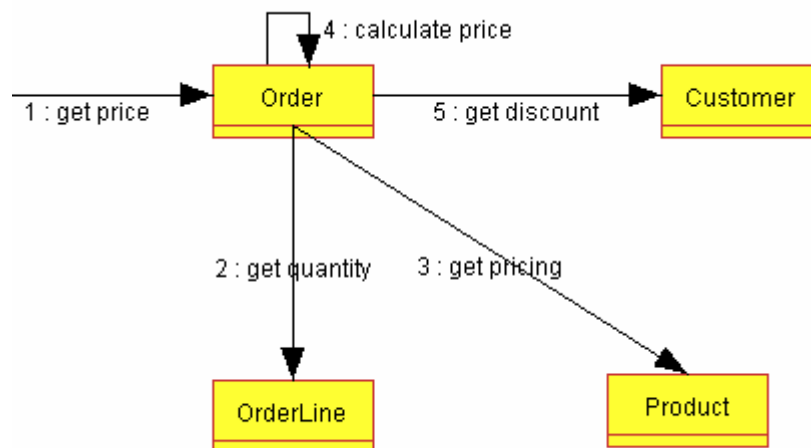 4 : calculate price
Order
Customer
1 : get price
5 : get discount
2 : get quantity
3 : get pricing
OrderLine
Product